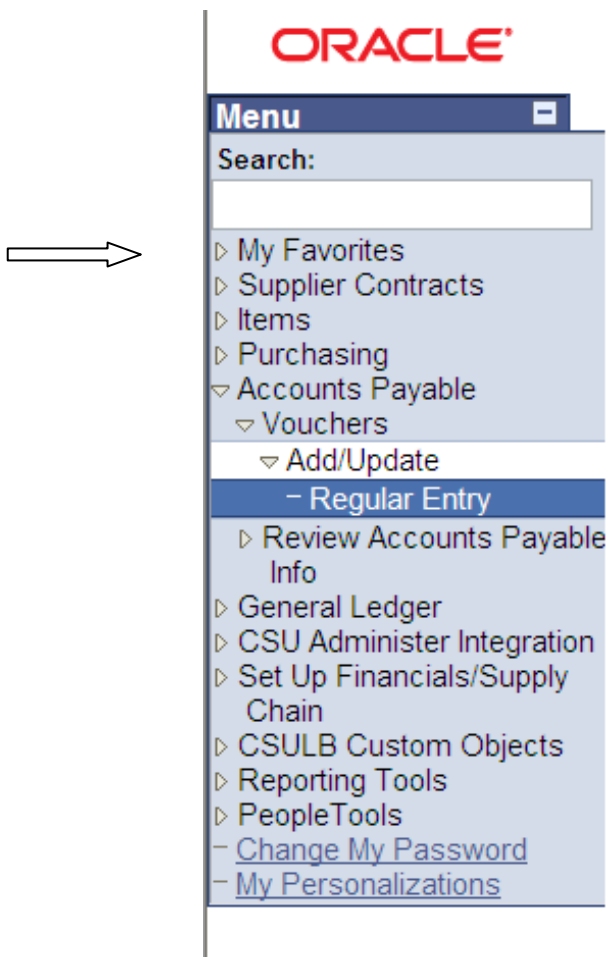 ORACLE®
Menu
Search:
My Favorites
Supplier Contracts
Items
Purchasing
Accounts Payable
Vouchers
Add/Update
Regular Entry
Review Accounts Payable
Info
General Ledger
CSU Administer Integration
Set Up Financials/Supply
Chain
CSULB Custom Objects
Reporting Tools
PeopleTools
Change My Password
My Personalizations